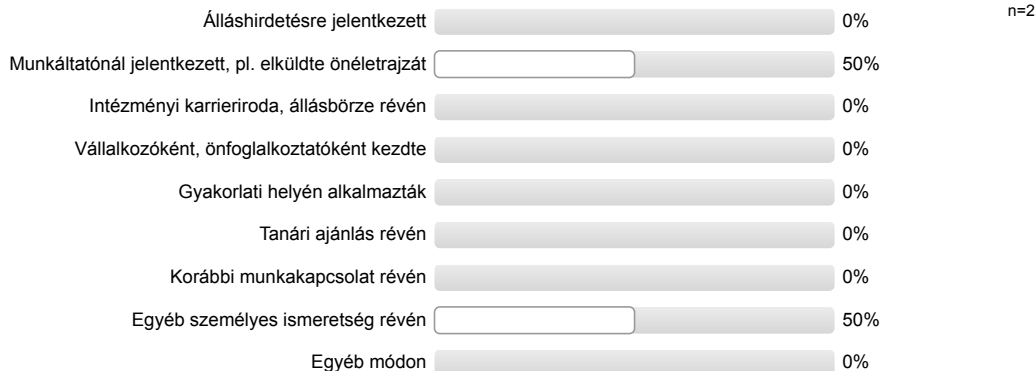 Álláshirdetésre jelentkezett 0% n=2
Munkáltatónál jelentkezett, pl. elküldte önéletrajzát 50%
Intézményi karrieriroda, állásbörze révén 0%
Vállalkozóként, önfoglalkoztatóként kezdte 0%
Gyakorlati helyén alkalmazták 0%
Tanári ajánlás révén 0%
Korábbi munkakapcsolat révén 0%
Egyéb személyes ismeretség révén 50%
Egyéb módon 0%